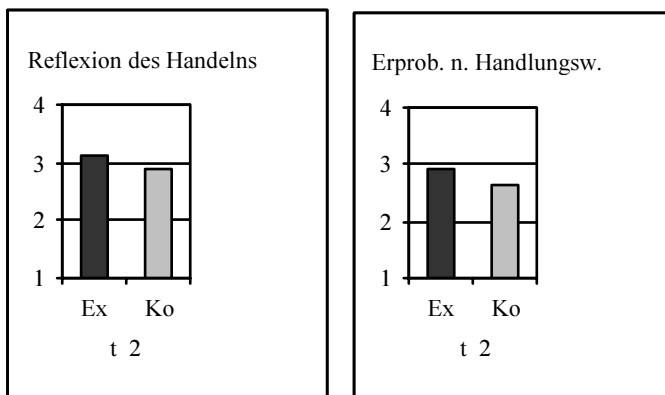 Reflexion des Handelns
4
3
2
1
Ex Ko
t 2
Erprob. n. Handlungsw.
4
3
2
1
Ex Ko
t 2